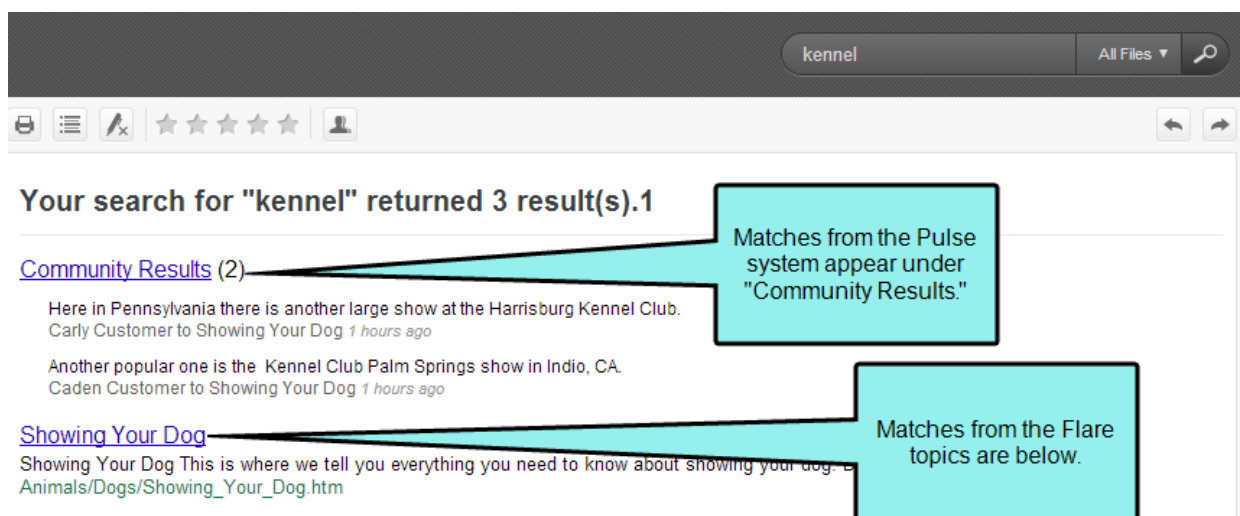 kennel
All Files ▼
Your search for "kennel" returned 3 result(s).1
Community Results (2)
Here in Pennsylvania there is another large show at the Harrisburg Kennel Club.
Carly Customer to Showing Your Dog 1 hours ago
Another popular one is the Kennel Club Palm Springs show in Indio, CA.
Caden Customer to Showing Your Dog 1 hours ago
Matches from the Pulse
system appear under
"Community Results."
Showing Your Dog
Showing Your Dog This is where we tell you everything you need to know about showing your dog.
Animals/Dogs/Showing_Your_Dog.htm
Matches from the Flare
topics are below.